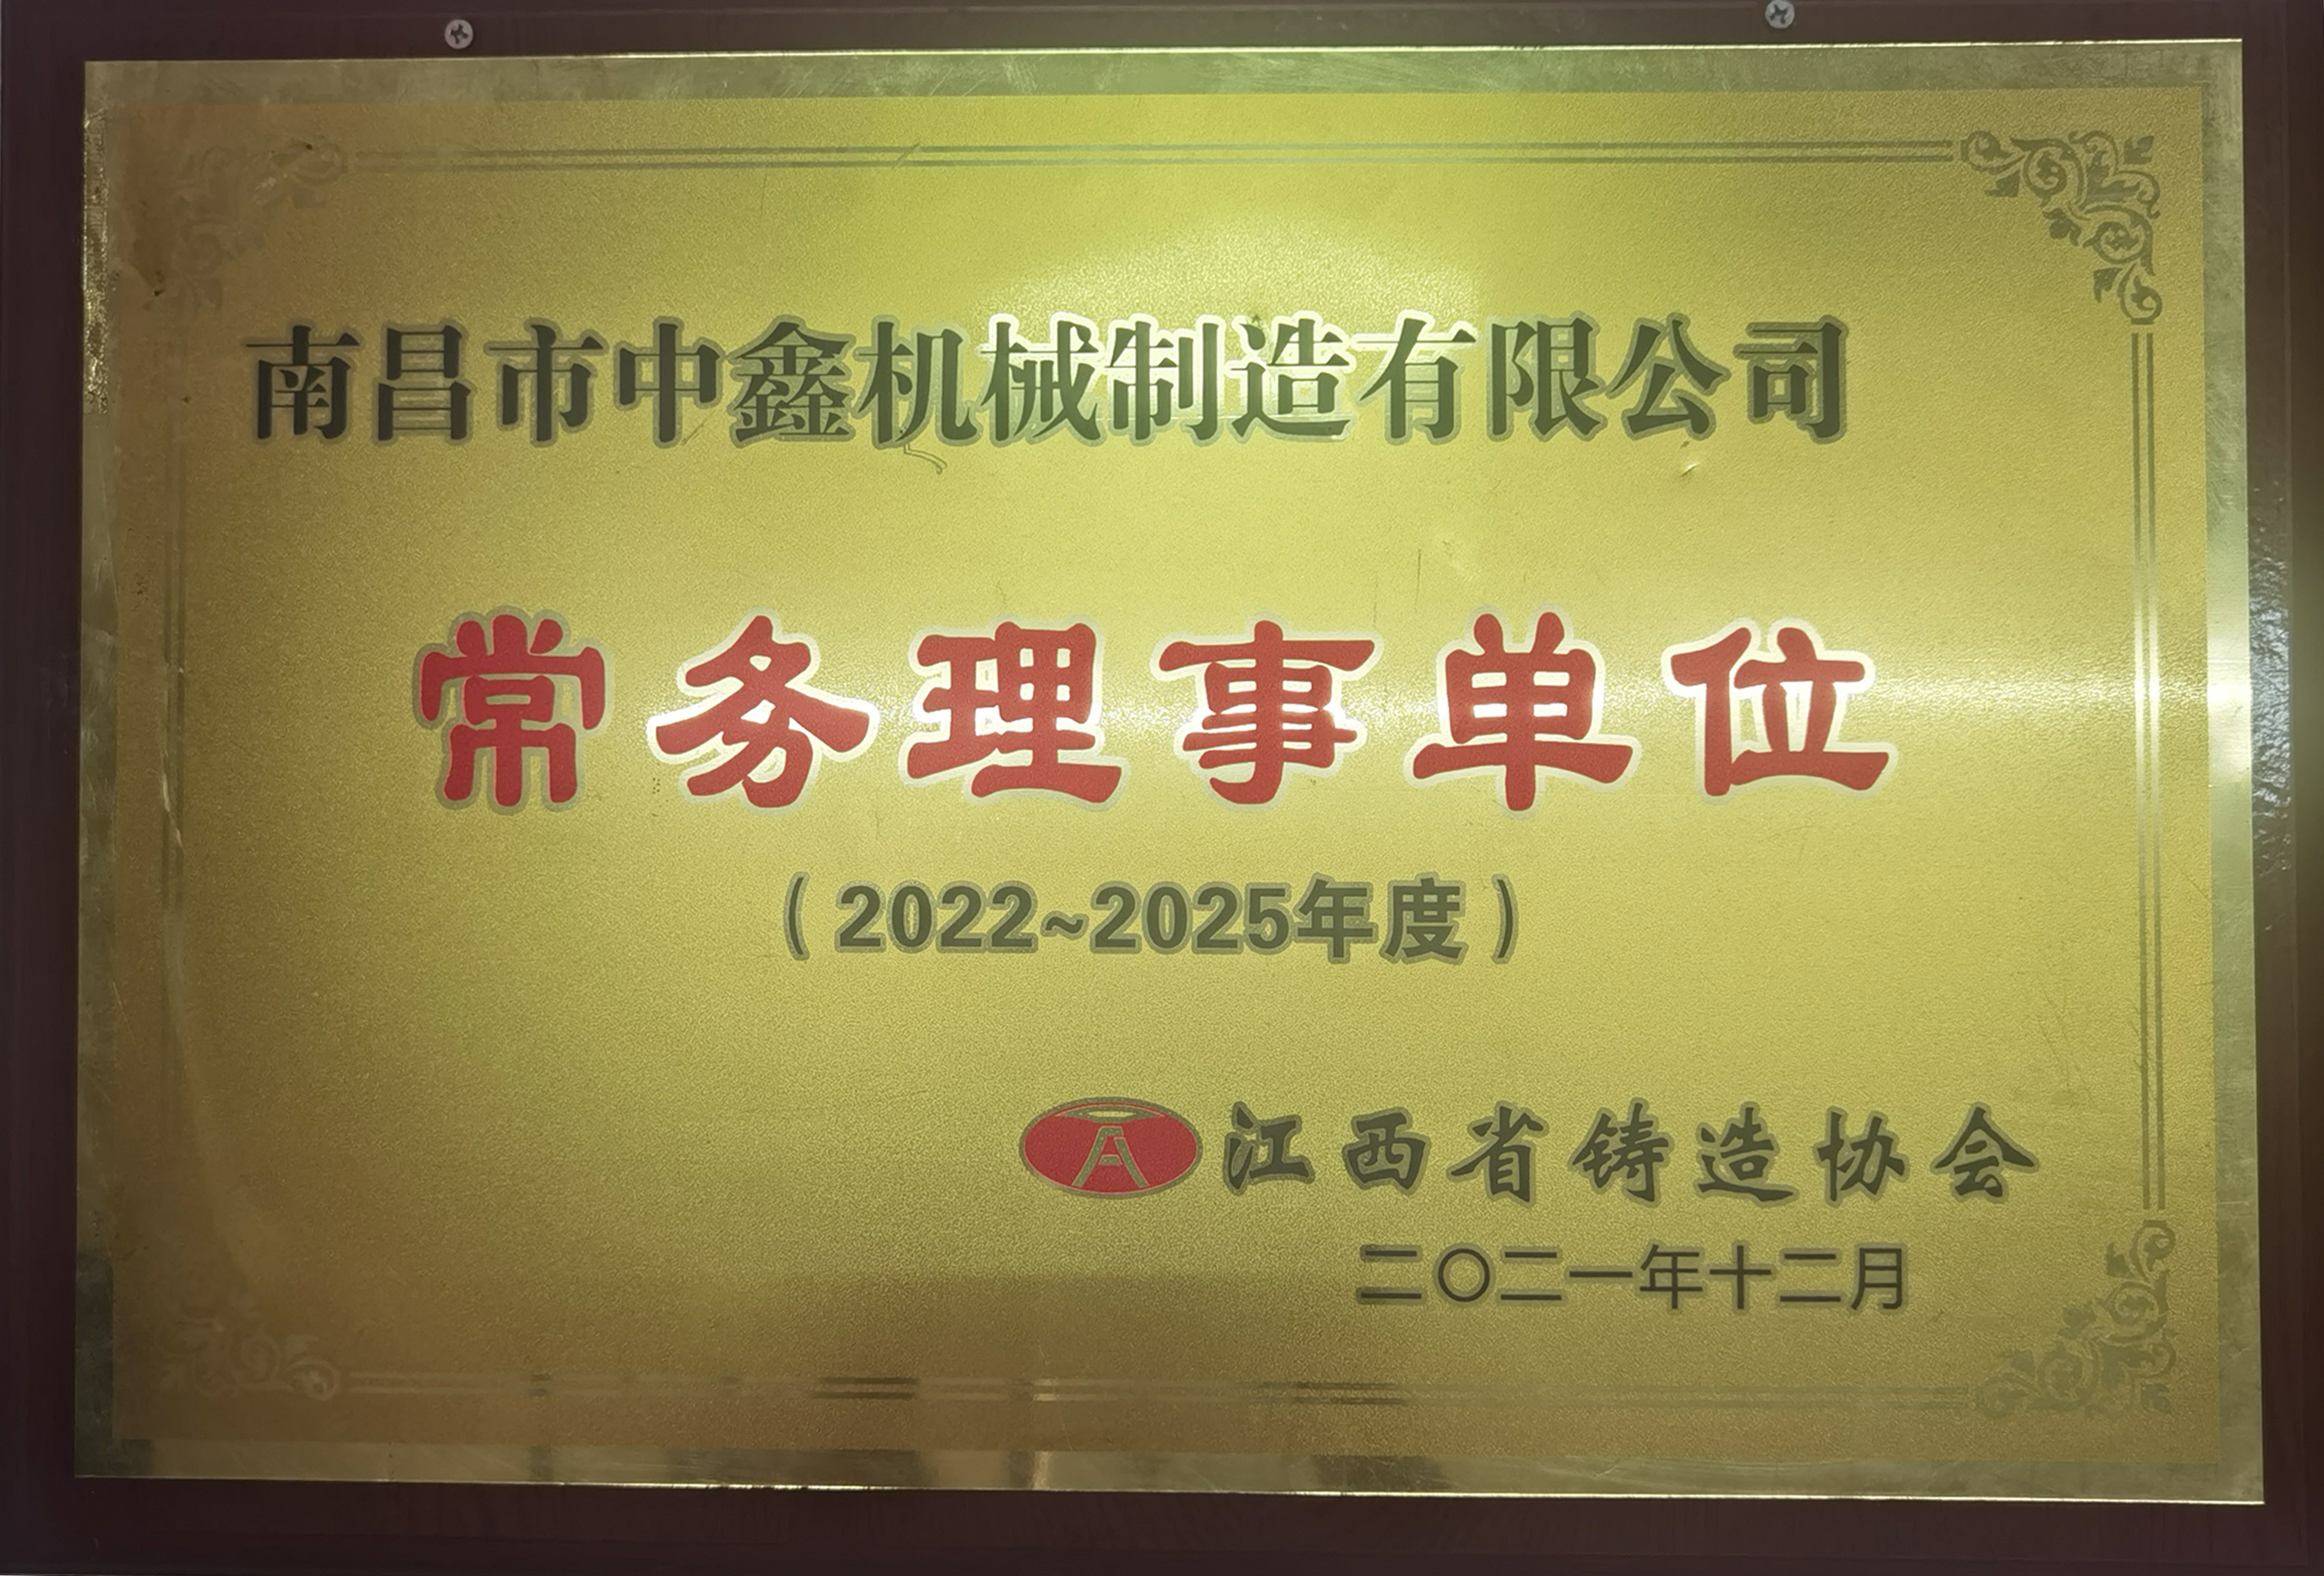 南昌市中鑫机械制造有限公司
常务理事单位
（2022~2025年度）
江西省铸造协会
二〇二一年十二月